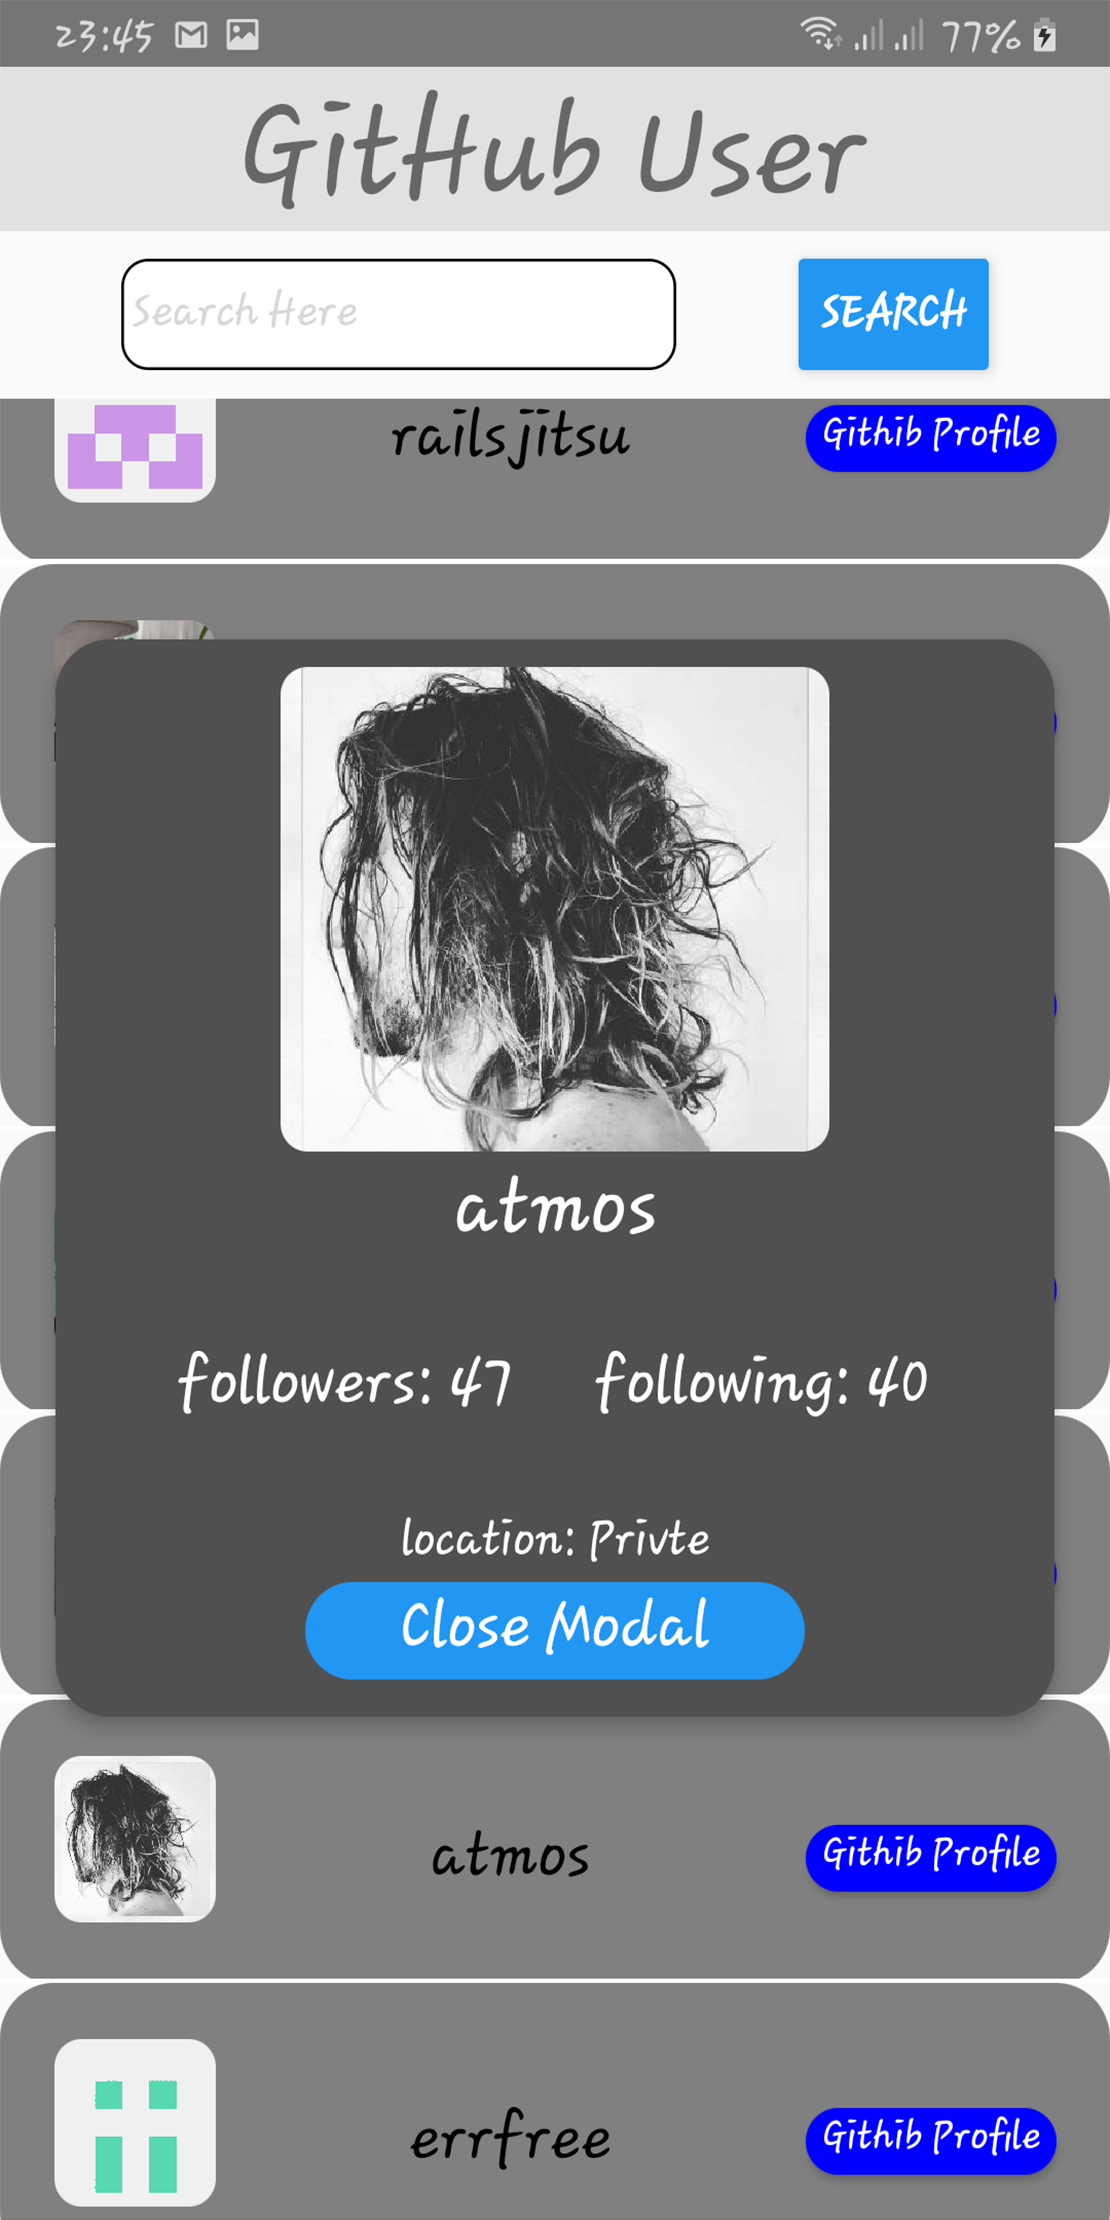 23:45 77%
GitHub User
Search Here SEARCH
railsjitsu Githib Profile
atmos
followers: 47 following: 40
location: Privte
Close Modal
atmos Githib Profile
errfree Githib Profile